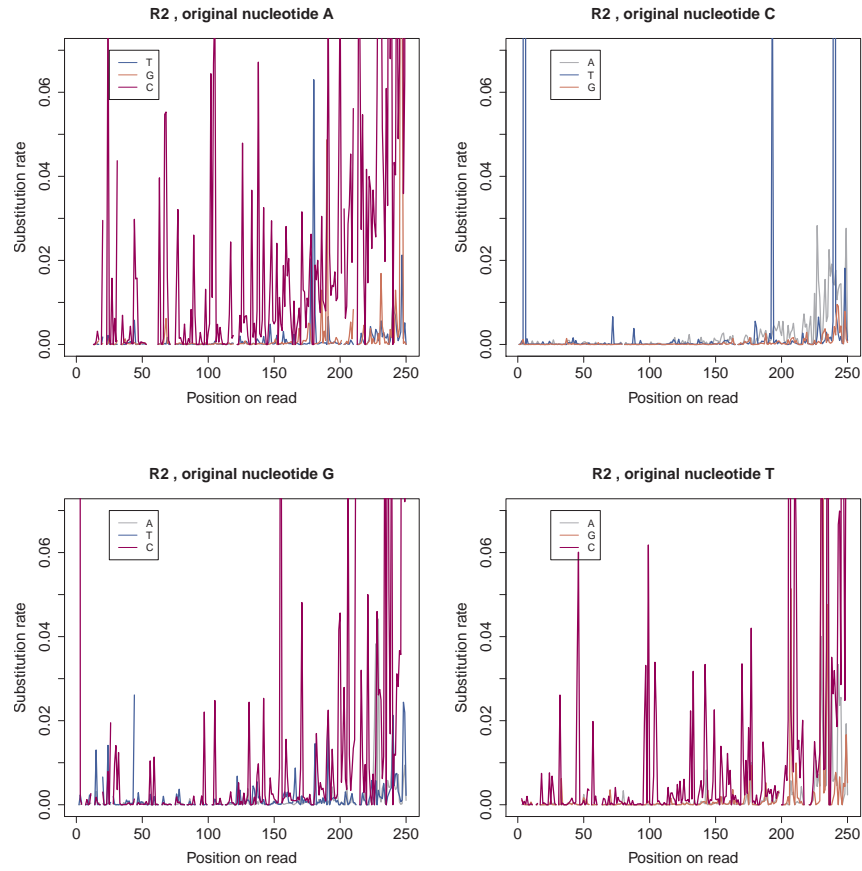 R2 , original nucleotide A
T
G
C
0.00 0.02 0.04 0.06
Substitution rate
0 50 100 150 200 250
Position on read
R2 , original nucleotide C
A
T
G
0.00 0.02 0.04 0.06
Substitution rate
0 50 100 150 200 250
Position on read
R2 , original nucleotide G
A
T
C
0.00 0.02 0.04 0.06
Substitution rate
0 50 100 150 200 250
Position on read
R2 , original nucleotide T
A
G
C
0.00 0.02 0.04 0.06
Substitution rate
0 50 100 150 200 250
Position on read